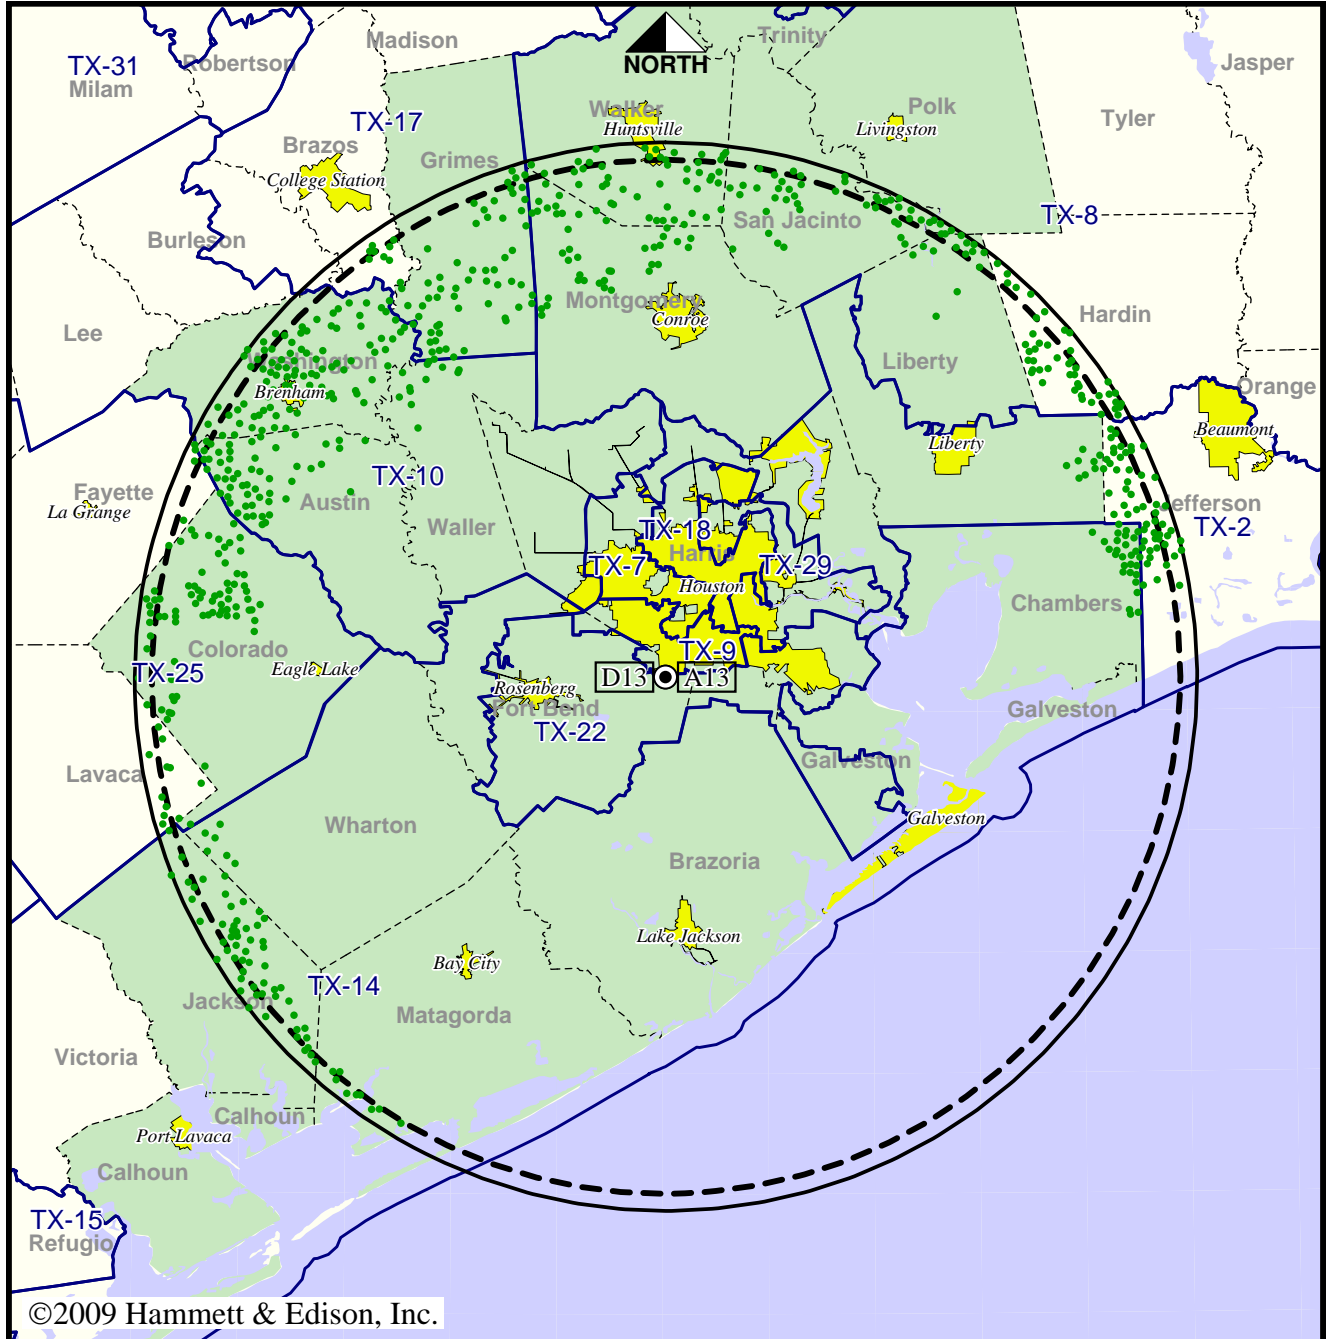 Madison
Trinity
Robertson
TX-31
Milam
NORTH
Jasper
TX-17
Walker
Huntsville
Polk
Livingston
Tyler
Brazos
Grimes
College Station
San Jacinto
TX-8
Burleson
Montgomery
Conroe
Hardin
Lee
Washington
Liberty
Brenham
Orange
Beaumont
Liberty
TX-10
Fayette
La Grange
Austin
Waller
efferson
TX-2
TX-18
Harris
TX-7
TX-29
Houston
Chambers
Colorado
TX-9
Eagle Lake
TX-25
D13
A13
Rosenberg
Fort Bend
Galveston
TX-22
Lavaca
Galveston
Wharton
Galveston
Brazoria
Lake Jackson
Bay City
TX-14
Jackson
Matagorda
Victoria
Calhoun
Port Lavaca
Calhoun
TX-15
Refugio
©2009 Hammett & Edison, Inc.